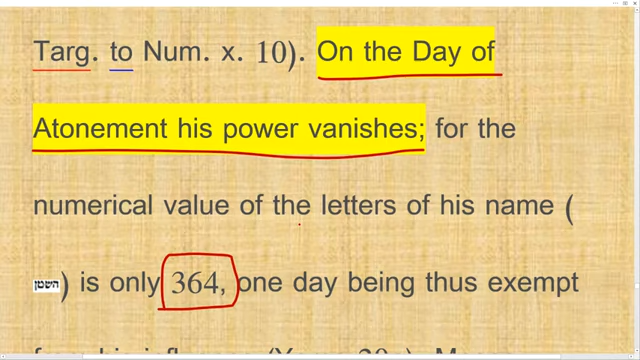 Targ. to Num. x. 10). On the Day of
Atonement his power vanishes; for the
numerical value of the letters of his name (
השטן) is only 364, one day being thus exempt